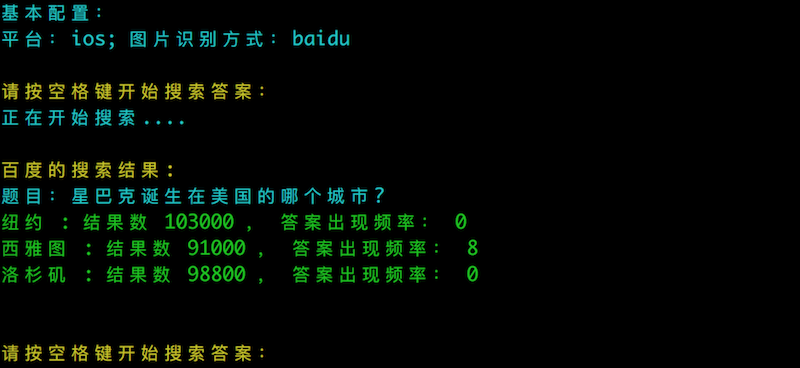 基本配置：
平台: ios; 图片识别方式: baidu
请按空格键开始搜索答案：
正在开始搜索....
百度的搜索结果:
题目: 星巴克诞生在美国的哪个城市？
纽约 : 结果数 103000 , 答案出现频率: 0
西雅图 : 结果数 91000 , 答案出现频率: 8
洛杉矶 : 结果数 98800 , 答案出现频率: 0
请按空格键开始搜索答案：